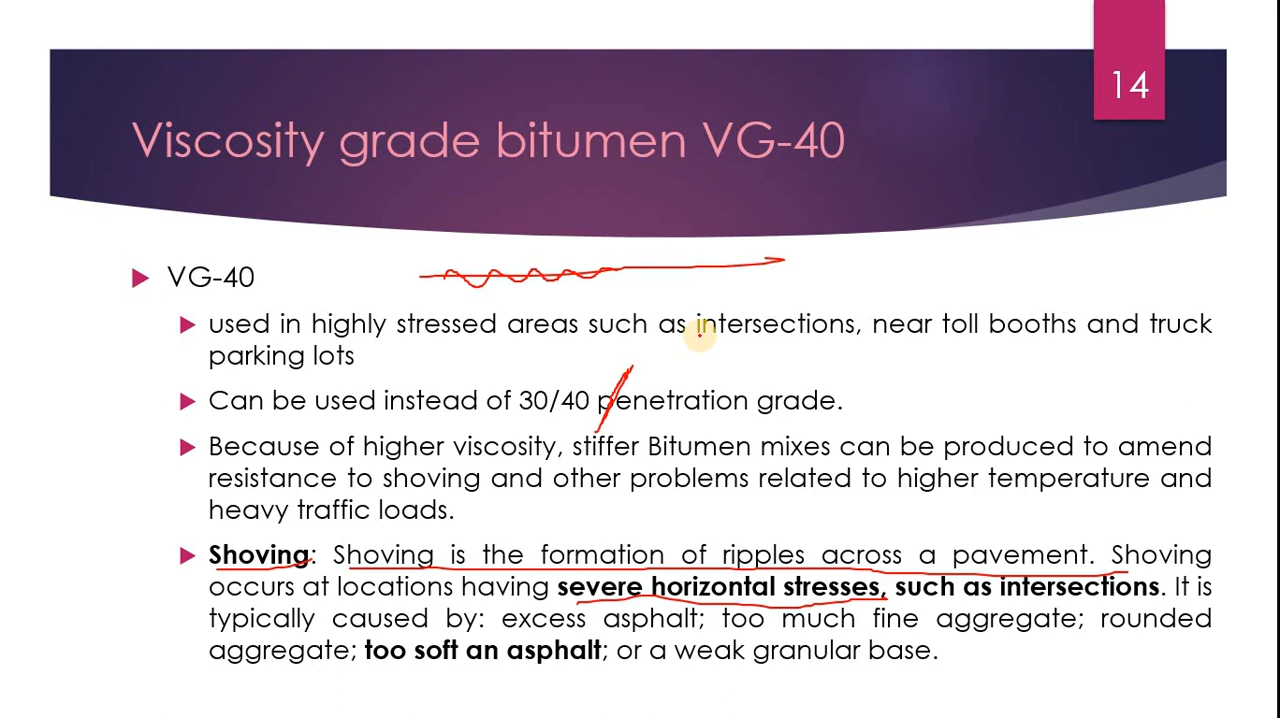 14
Viscosity grade bitumen VG-40
VG-40
used in highly stressed areas such as intersections, near toll booths and truck
parking lots
Can be used instead of 30/40 penetration grade.
Because of higher viscosity, stiffer Bitumen mixes can be produced to amend
resistance to shoving and other problems related to higher temperature and
heavy traffic loads.
Shoving: Shoving is the formation of ripples across a pavement. Shoving
occurs at locations having severe horizontal stresses, such as intersections. It is
typically caused by: excess asphalt; too much fine aggregate; rounded
aggregate; too soft an asphalt; or a weak granular base.